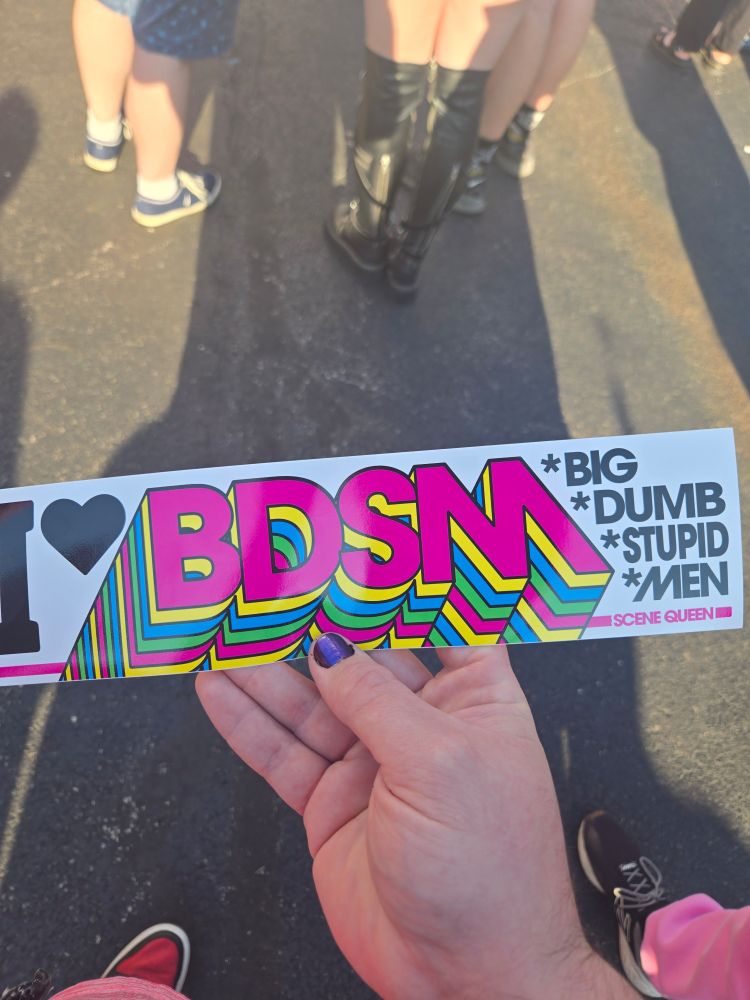 I ♥ BDSM
*BIG
*DUMB
*STUPID
*MEN
SCENE QUEEN